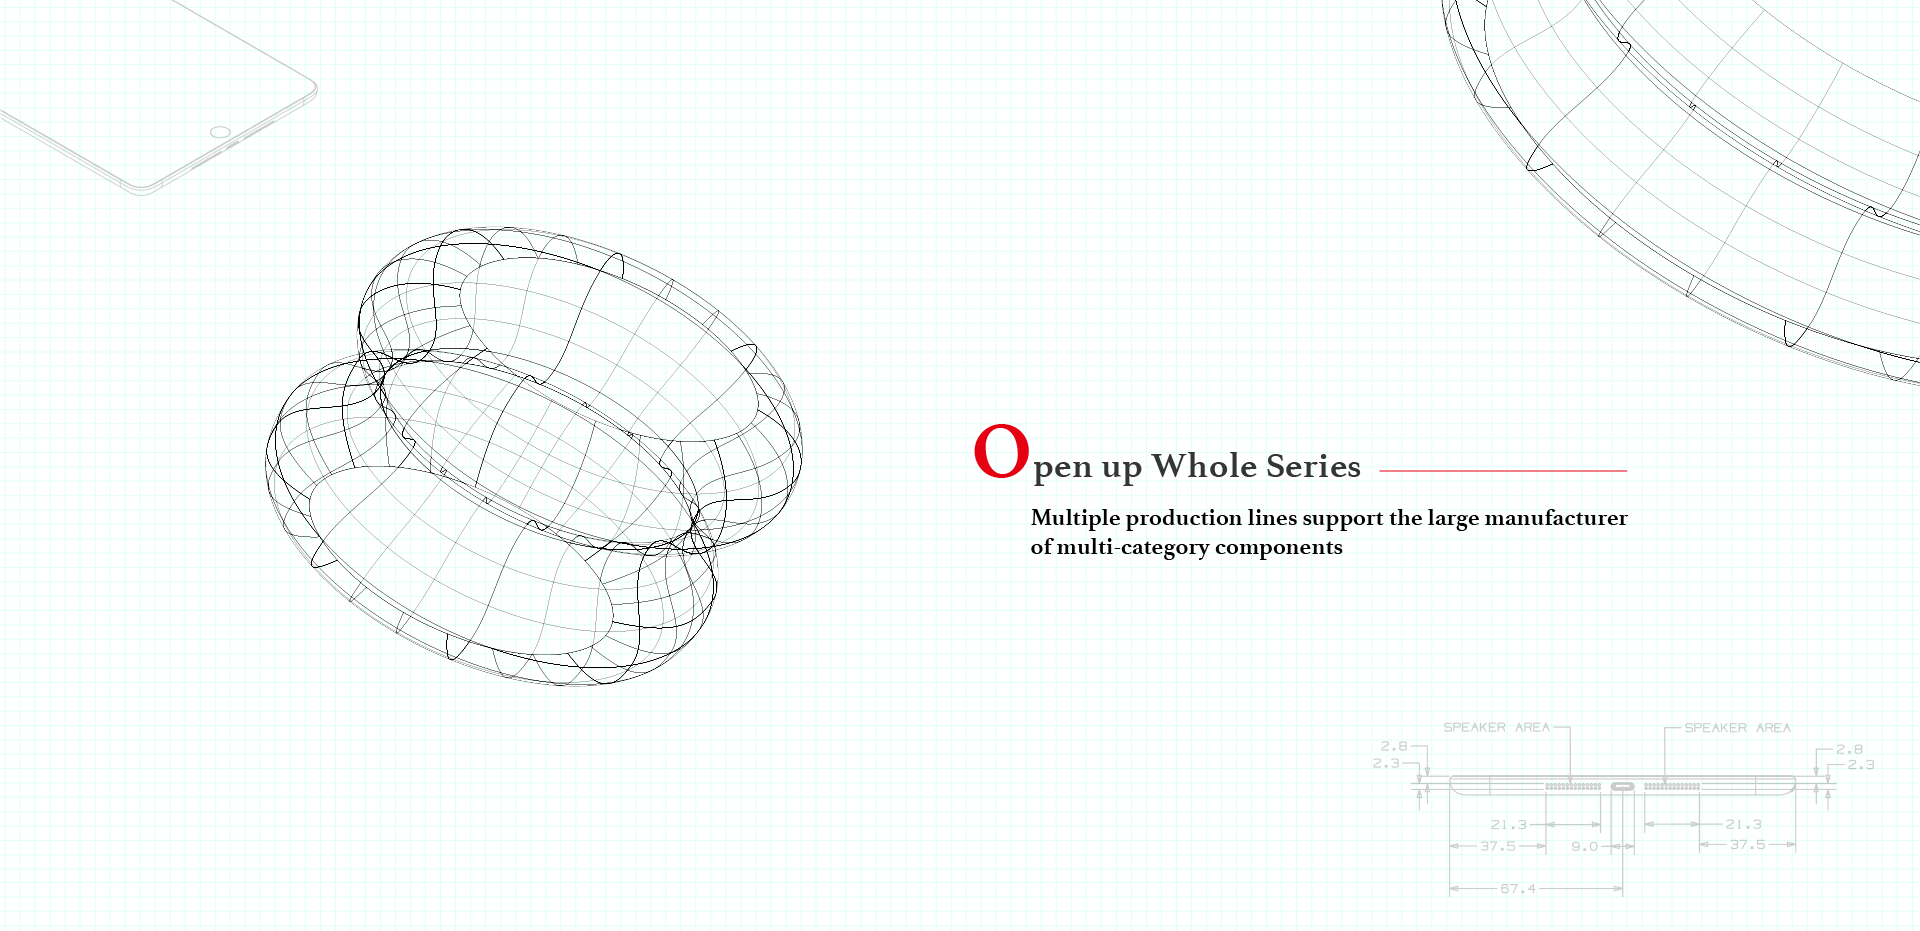 Open up Whole Series
Multiple production lines support the large manufacturer
of multi-category components
SPEAKER AREA
SPEAKER AREA
2.8
2.3
2.8
2.3
21.3
21.3
37.5
9.0
37.5
67.4